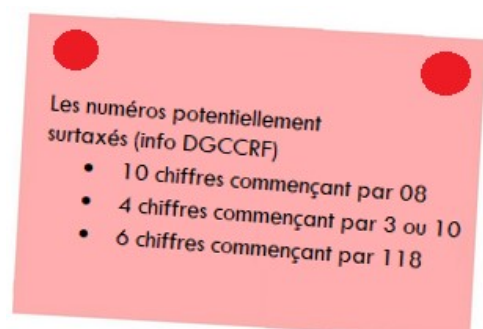 Les numéros potentiellement
surtaxés (info DGCCRF)
• 10 chiffres commençant par 08
• 4 chiffres commençant par 3 ou 10
• 6 chiffres commençant par 118